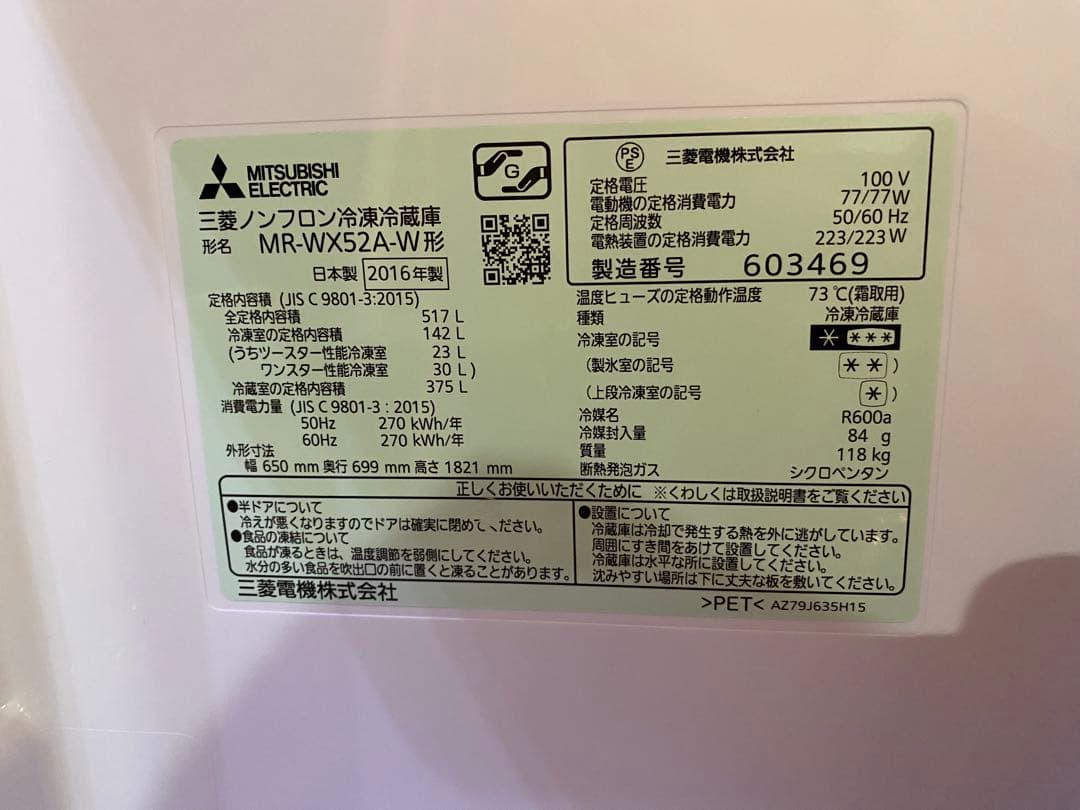 MITSUBISHI
ELECTRIC
G
三菱ノンフロン冷凍冷蔵庫
形名 MR-WX52A-W形
日本製 2016年製
定格内容積 (JIS C 9801-3:2015)
全定格内容積 517 L
冷凍室の定格内容積 142 L
(うちツースター性能冷凍室 23 L
ワンスター性能冷凍室 30 L)
冷蔵室の定格内容積 375 L
消費電力量 (JIS C 9801-3:2015)
50Hz 270 kWh/年
60Hz 270 kWh/年
外形寸法
幅 650 mm 奥行 699 mm 高さ 1821 mm
PS
E
三菱電機株式会社
定格電圧 100 V
電動機の定格消費電力 77/77W
定格周波数 50/60 Hz
電熱装置の定格消費電力 223/223W
製造番号 603469
温度ヒューズの定格動作温度 73℃(霜取用)
種類 冷凍冷蔵庫
冷凍室の記号 * ***
(製氷室の記号 ** )
(上段冷凍室の記号 * )
冷媒名 R600a
冷媒封入量 84 g
質量 118 kg
断熱発泡ガス シクロペンタン
正しくお使いいただくために ※くわしくは取扱説明書をご覧ください
●半ドアについて
冷えが悪くなりますのでドアは確実に閉めてください。
●食品の凍結について
食品が凍るときは、温度調節を弱側にしてください。
水分の多い食品を吹出口の前に置くと凍ることがあります。
●設置について
冷蔵庫は冷却で発生する熱を外に逃がしています。
周囲にすき間をあけて設置してください。
冷蔵庫は水平な所に設置してください。
沈みやすい場所は下に丈夫な板を敷いてください。
三菱電機株式会社
>PET< AZ79J635H15